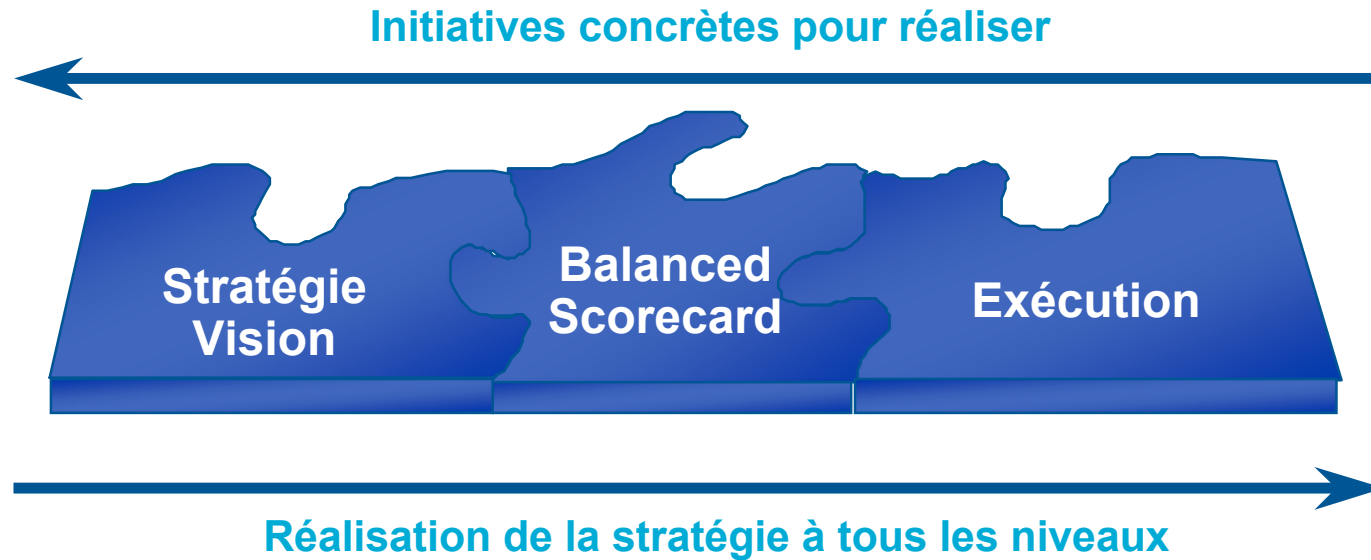 Initiatives concrètes pour réaliser
Stratégie
Vision
Balanced
Scorecard
Exécution
Réalisation de la stratégie à tous les niveaux